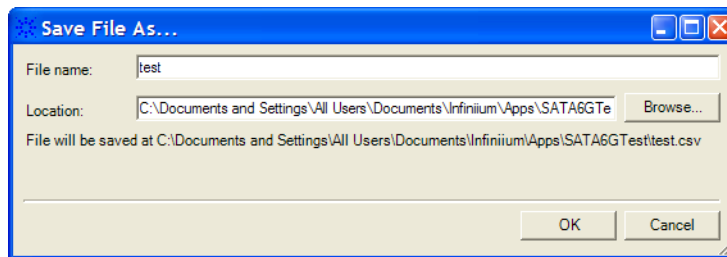 Save File As...
File name: test
Location: C:\Documents and Settings\All Users\Documents\Infiniium\Apps\SATA6GTe Browse...
File will be saved at C:\Documents and Settings\All Users\Documents\Infiniium\Apps\SATA6GTest\test.csv
OK Cancel